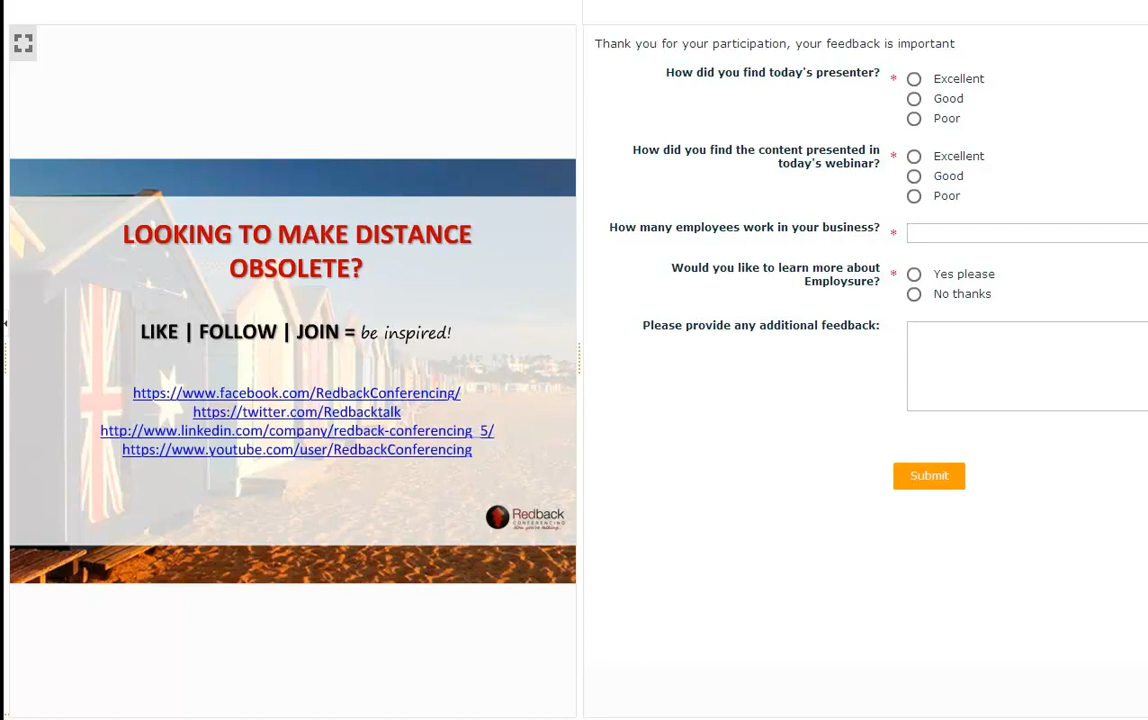 LOOKING TO MAKE DISTANCE
OBSOLETE?
LIKE | FOLLOW | JOIN = be inspired!
https://www.facebook.com/RedbackConferencing/
https://twitter.com/Redbacktalk
http://www.linkedin.com/company/redback-conferencing_5/
https://www.youtube.com/user/RedbackConferencing
Redback
CONFERENCING
Thank you for your participation, your feedback is important
How did you find today's presenter? *
Excellent
Good
Poor
How did you find the content presented in
today's webinar? *
Excellent
Good
Poor
How many employees work in your business? *
Would you like to learn more about
Employsure? *
Yes please
No thanks
Please provide any additional feedback:
Submit